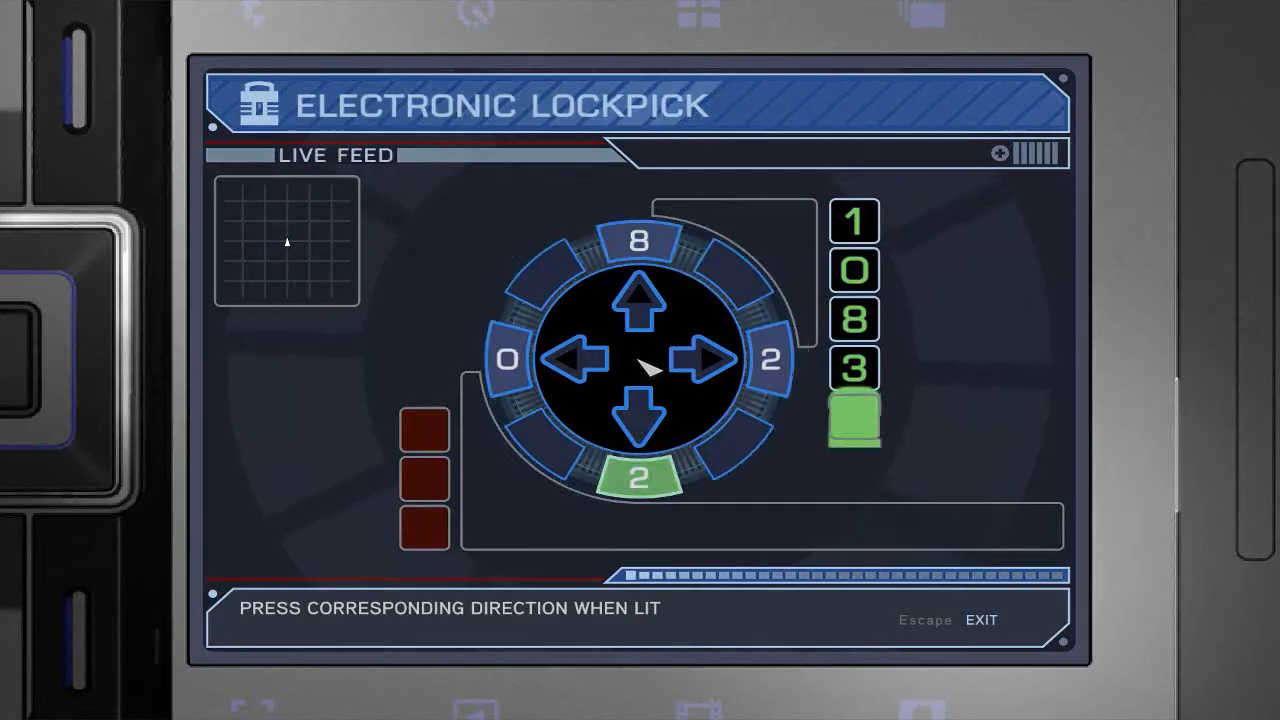 ELECTRONIC LOCKPICK
LIVE FEED
8
0
2
2
1
0
8
3
PRESS CORRESPONDING DIRECTION WHEN LIT
Escape EXIT